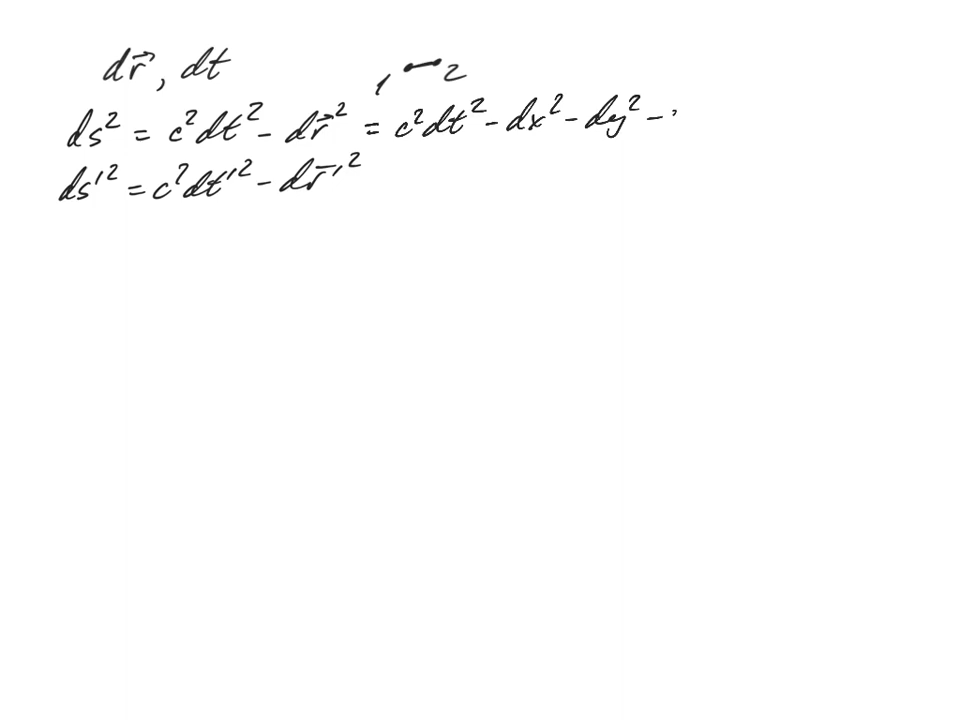 dr⃗, dt 1 2
ds² = c²dt² - dr⃗² = c²dt² - dx² - dy² -
ds'² = c²dt'² - dr⃗'²